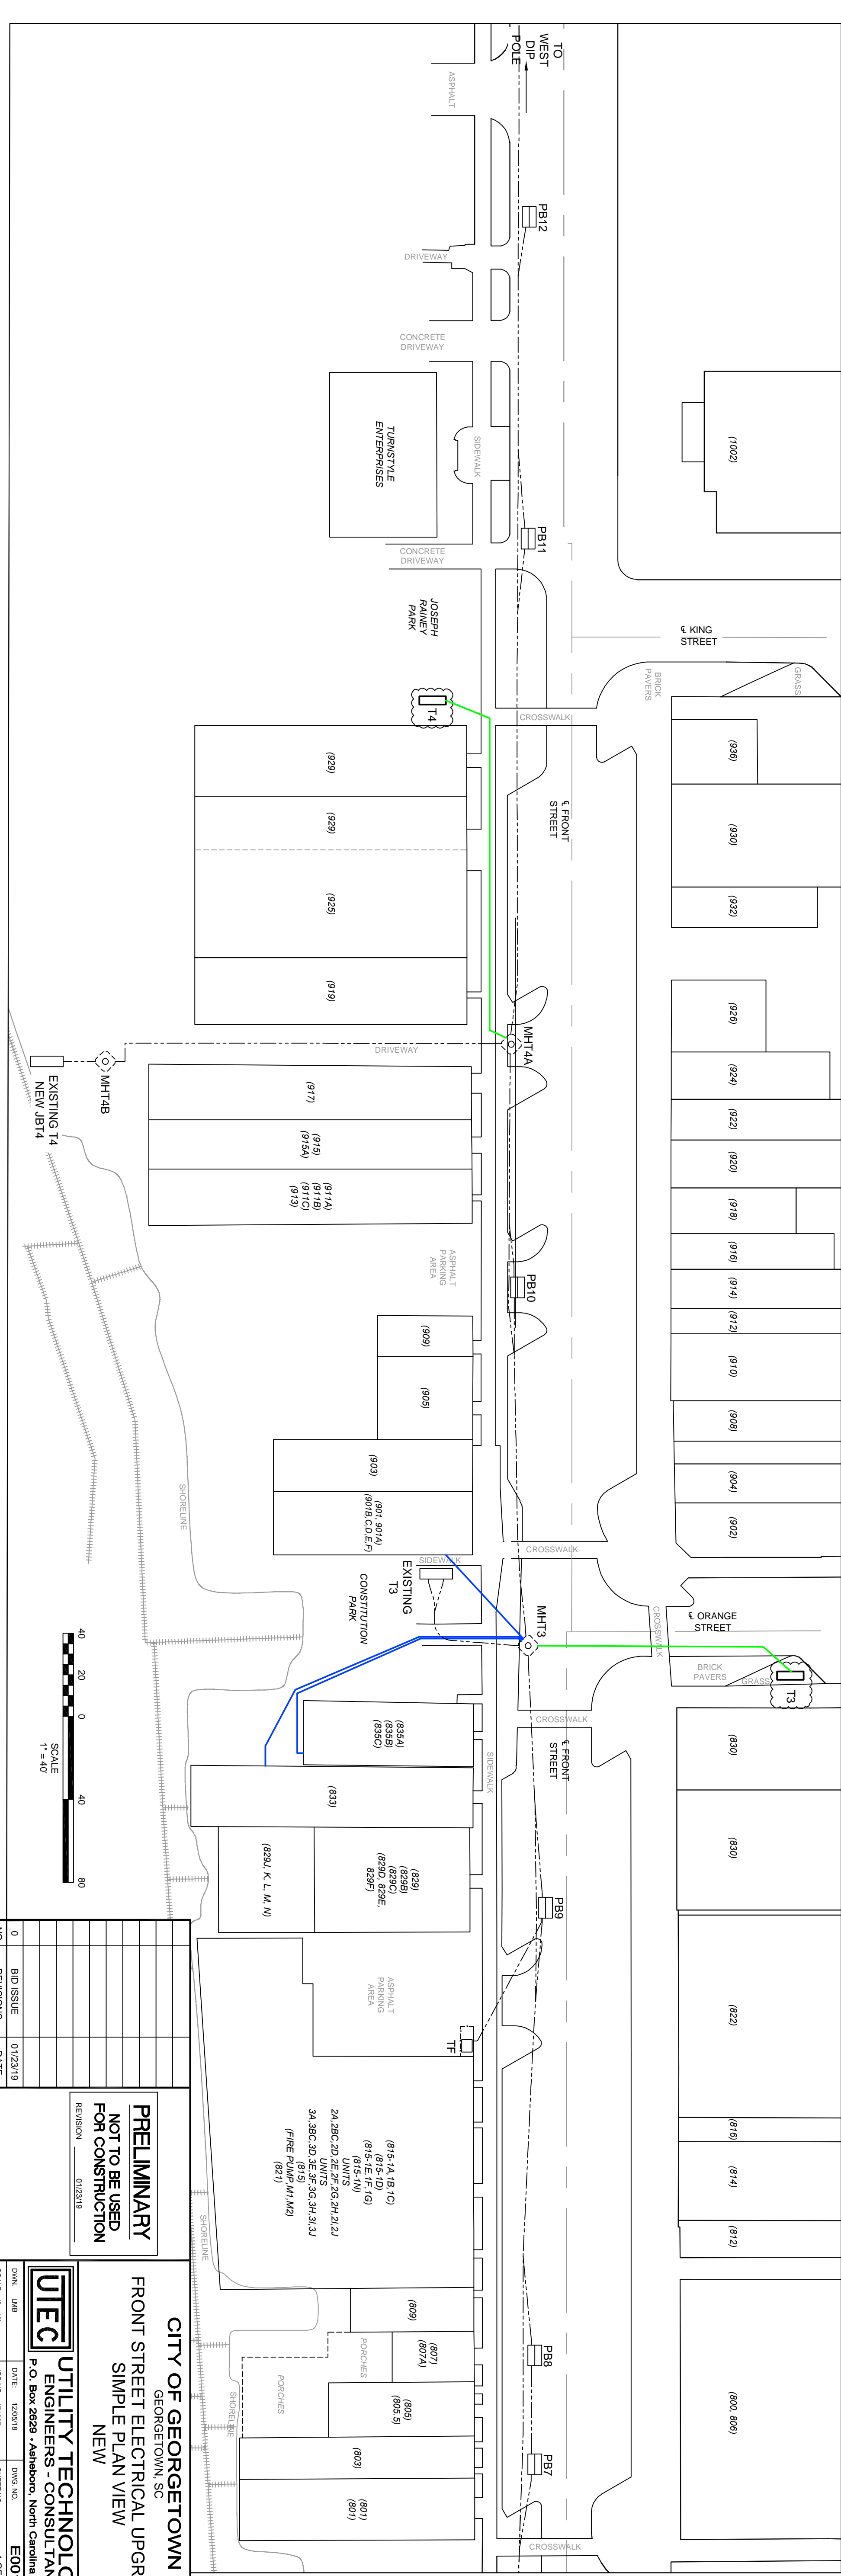 TO
WEST
DIP
POLE
ASPHALT
PB12
DRIVEWAY
CONCRETE
DRIVEWAY
TURNSTYLE
ENTERPRISES
SIDEWALK
(1002)
PB11
CONCRETE
DRIVEWAY
JOSEPH
RAINEY
PARK
℄ KING
STREET
BRICK
PAVERS
GRASS
T4
CROSSWALK
(929)
(929)
(925)
(919)
℄ FRONT
STREET
(936)
(930)
(932)
(926)
(924)
(922)
(920)
(918)
(916)
(914)
(912)
(910)
(908)
(904)
(902)
MHT4A
DRIVEWAY
MHT4B
EXISTING T4
NEW JBT4
(917)
(915)
(915A)
(911A)
(911B)
(911C)
(913)
ASPHALT
PARKING
AREA
PB10
(909)
(905)
(903)
(901, 901A)
(901B,C,D,E,F)
SHORELINE
CROSSWALK
SIDEWALK
EXISTING
T3
CONSTITUTION
PARK
MHT3
CROSSWALK
℄ ORANGE
STREET
BRICK
PAVERS
GRASS
T3
CROSSWALK
℄ FRONT
STREET
SIDEWALK
(835A)
(835B)
(835C)
(833)
(829)
(829B)
(829C)
(829D, 829E,
829F)
(829J, K, L, M, N)
(830)
(830)
(822)
(816)
(814)
(812)
(800, 806)
40
20
0
40
80
SCALE
1" = 40'
PB9
ASPHALT
PARKING
AREA
TF
(815-1A,1B,1C)
(815-1D)
(815-1E,1F,1G)
(815-1N)
UNITS
2A,2BC,2D,2E,2F,2G,2H,2I,2J
UNITS
3A,3BC,3D,3E,3F,3G,3H,3I,3J
(815)
(FIRE PUMP,M1,M2)
(821)
SHORELINE
(809)
(807)
(807A)
PORCHES
PORCHES
(805)
(805.5)
(803)
(801)
(801)
SHORELINE
PB8
PB7
CROSSWALK
0
BID ISSUE
01/23/19
NO.
REVISIONS
DATE
PRELIMINARY
NOT TO BE USED
FOR CONSTRUCTION
REVISION
01/23/19
CITY OF GEORGETOWN
GEORGETOWN, SC
FRONT STREET ELECTRICAL UPGR
SIMPLE PLAN VIEW
NEW
UTEC
UTILITY TECHNOLO
ENGINEERS - CONSULTAN
P.O. Box 2629 - Asheboro, North Carolina
DWN.
LMB
DATE:
12/05/18
DWG. NO.
E00